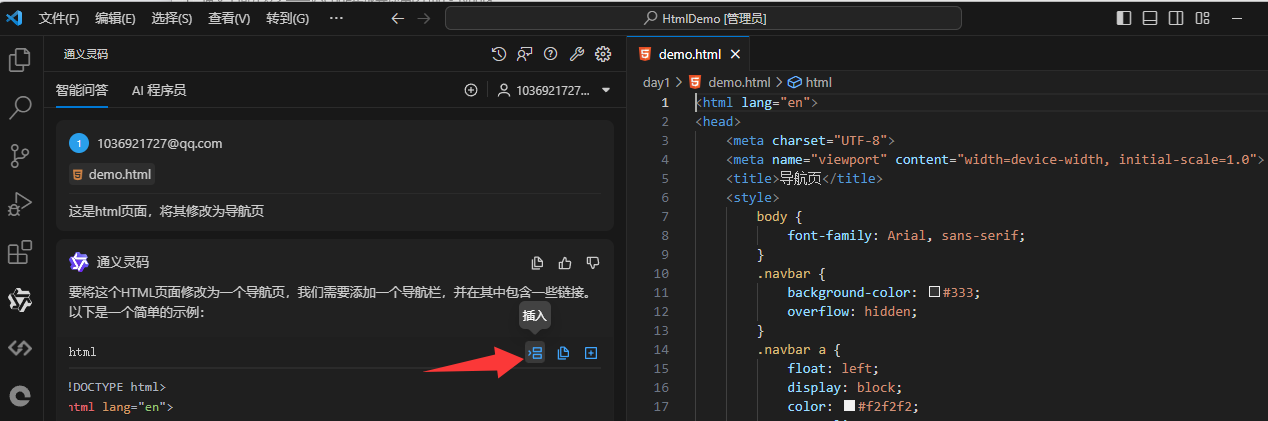 文件(F) 编辑(E) 选择(S) 查看(V) 转到(G) ··· HtmlDemo [管理员]
通义灵码
智能问答 AI 程序员 1036921727...
1 1036921727@qq.com
demo.html
这是html页面，将其修改为导航页
通义灵码
要将这个HTML页面修改为一个导航页，我们需要添加一个导航栏，并在其中包含一些链接。
以下是一个简单的示例：
插入
html
!DOCTYPE html>
html lang="en">
demo.html
day1 > demo.html > html
1 <html lang="en">
2 <head>
3 <meta charset="UTF-8">
4 <meta name="viewport" content="width=device-width, initial-scale=1.0">
5 <title>导航页</title>
6 <style>
7 body {
8 font-family: Arial, sans-serif;
9 }
10 .navbar {
11 background-color: #333;
12 overflow: hidden;
13 }
14 .navbar a {
15 float: left;
16 display: block;
17 color: #f2f2f2;